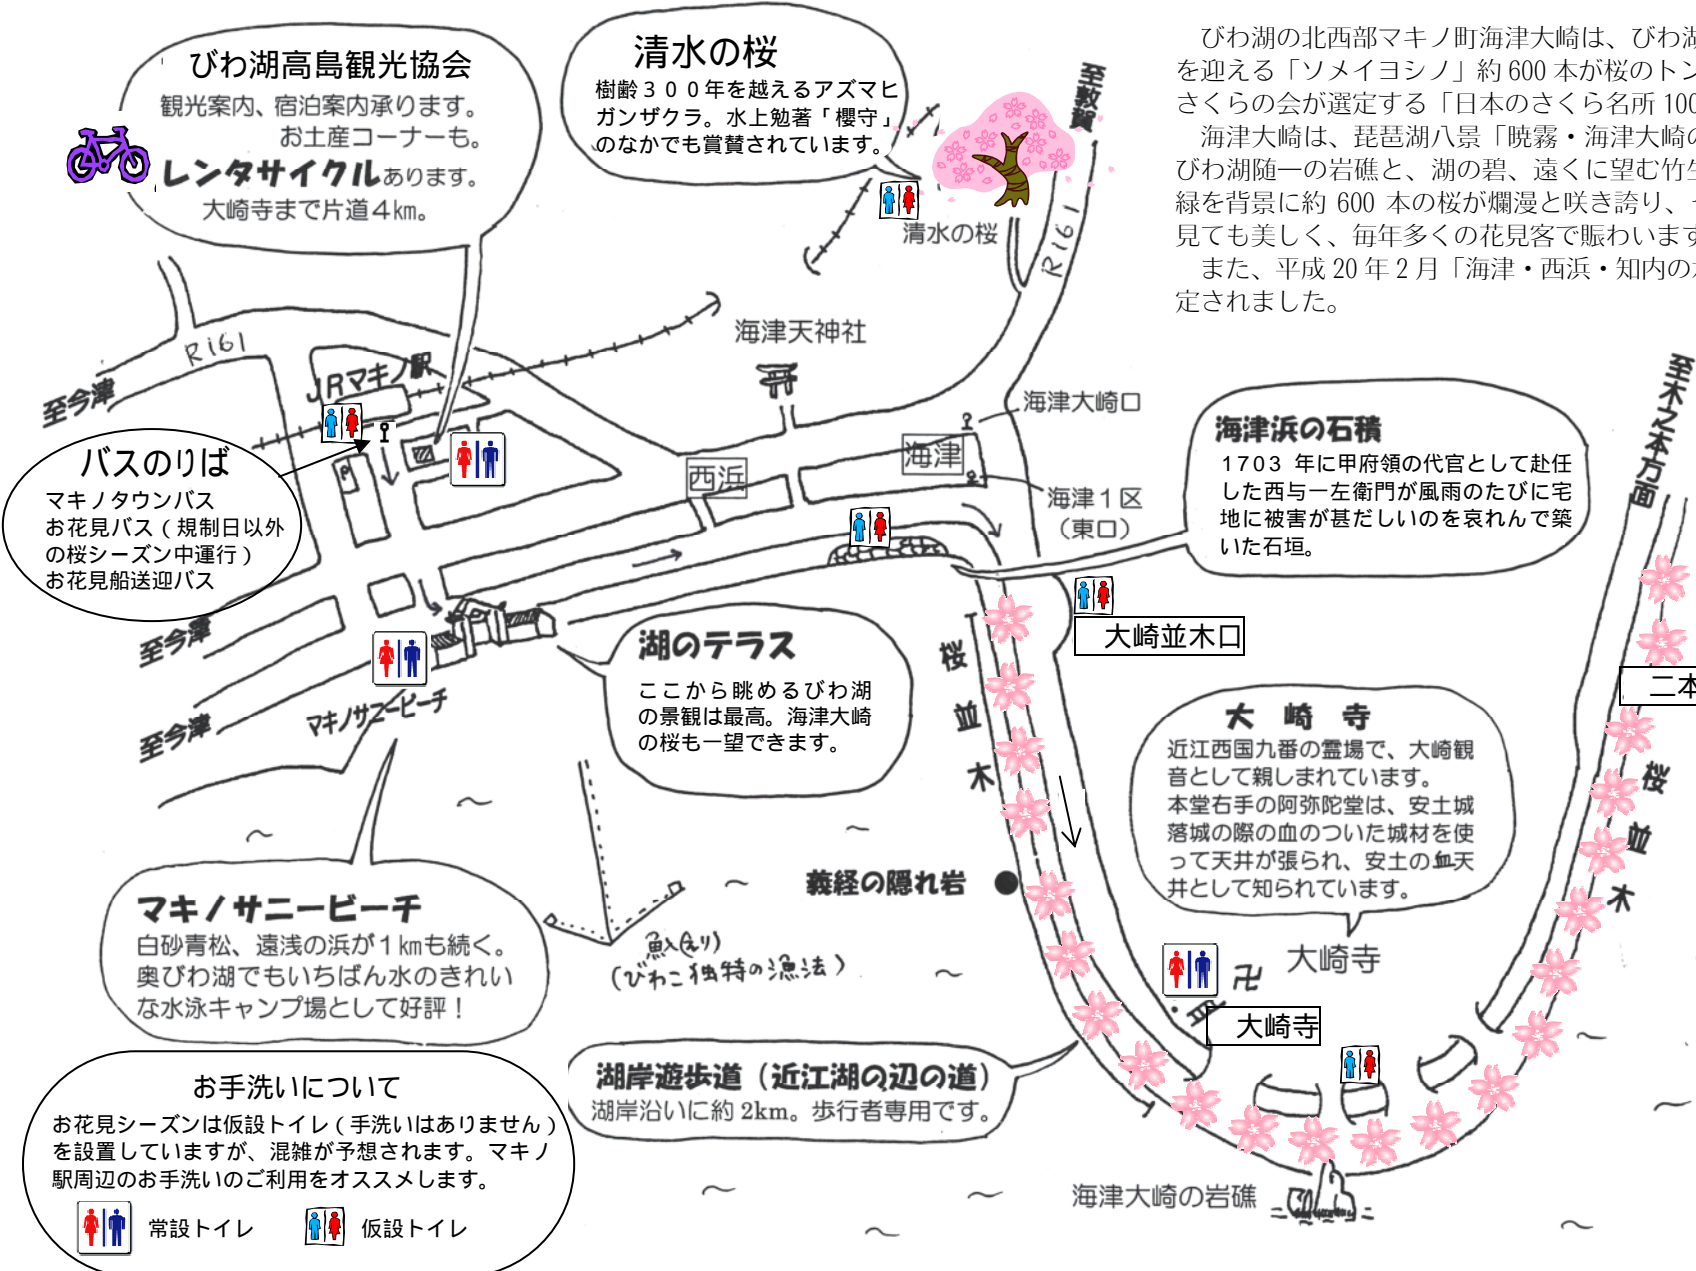 びわ湖高島観光協会
観光案内、宿泊案内承ります。
お土産コーナーも。
レンタサイクルあります。
大崎寺まで片道４㎞。
清水の桜
樹齢３００年を越えるアズマヒ
ガンザクラ。水上勉著「櫻守」
のなかでも賞賛されています。
至敦賀
清水の桜
R161
びわ湖の北西部マキノ町海津大崎は、びわ湖
を迎える「ソメイヨシノ」約 600 本が桜のトン
さくらの会が選定する「日本のさくら名所 100
海津大崎は、琵琶湖八景「暁霧・海津大崎の
びわ湖随一の岩礁と、湖の碧、遠くに望む竹生
緑を背景に約 600 本の桜が爛漫と咲き誇り、
見ても美しく、毎年多くの花見客で賑わいます
また、平成 20 年 2 月「海津・西浜・知内の
定されました。
R161
至今津
JRマキノ駅
海津天神社
海津大崎口
海津
西浜
海津１区
（東口）
バスのりば
マキノタウンバス
お花見バス（規制日以外
の桜シーズン中運行）
お花見船送迎バス
海津浜の石積
1703 年に甲府領の代官として赴任
した西与一左衛門が風雨のたびに宅
地に被害が甚だしいのを哀れんで築
いた石垣。
至木之本方面
至今津
至今津
マキノサニービーチ
湖のテラス
ここから眺めるびわ湖
の景観は最高。海津大崎
の桜も一望できます。
桜並木
大崎並木口
二本
桜並木
大崎寺
近江西国九番の霊場で、大崎観
音として親しまれています。
本堂右手の阿弥陀堂は、安土城
落城の際の血のついた城材を使
って天井が張られ、安土の血天
井として知られています。
義経の隠れ岩
マキノサニービーチ
白砂青松、遠浅の浜が１㎞も続く。
奥びわ湖でもいちばん水のきれい
な水泳キャンプ場として好評！
魞(えり)
(びわこ独特の漁法)
卍
大崎寺
大崎寺
湖岸遊歩道（近江湖の辺の道）
湖岸沿いに約 2km。歩行者専用です。
海津大崎の岩礁
お手洗いについて
お花見シーズンは仮設トイレ（手洗いはありません）
を設置していますが、混雑が予想されます。マキノ
駅周辺のお手洗いのご利用をオススメします。
常設トイレ
仮設トイレ